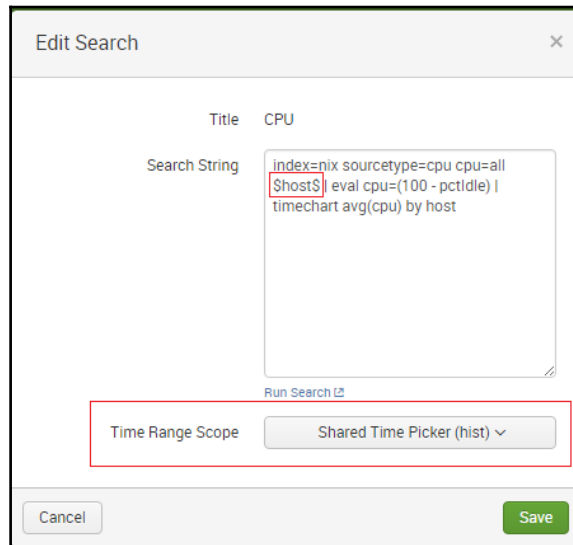 Edit Search
Title CPU
Search String index=nix sourcetype=cpu cpu=all
$host$ | eval cpu=(100 - pctIdle) |
timechart avg(cpu) by host
Run Search
Time Range Scope Shared Time Picker (hist)
Cancel Save